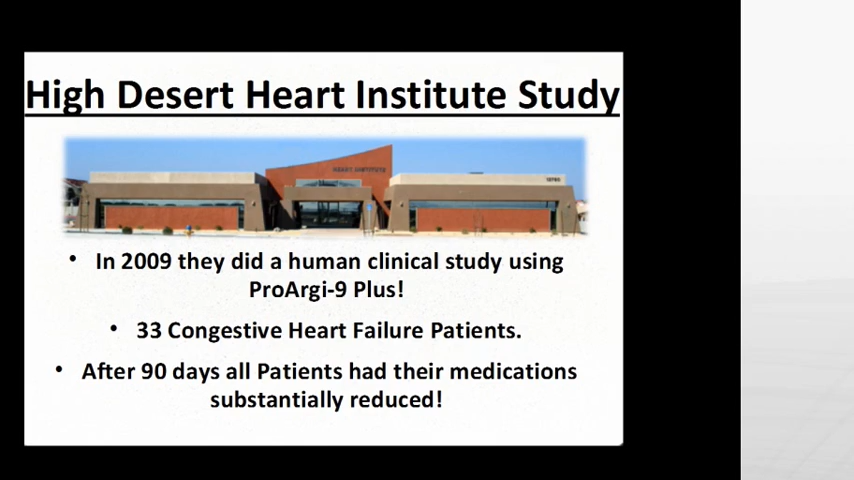 High Desert Heart Institute Study
HEART INSTITUTE
• In 2009 they did a human clinical study using
ProArgi-9 Plus!
• 33 Congestive Heart Failure Patients.
• After 90 days all Patients had their medications
substantially reduced!